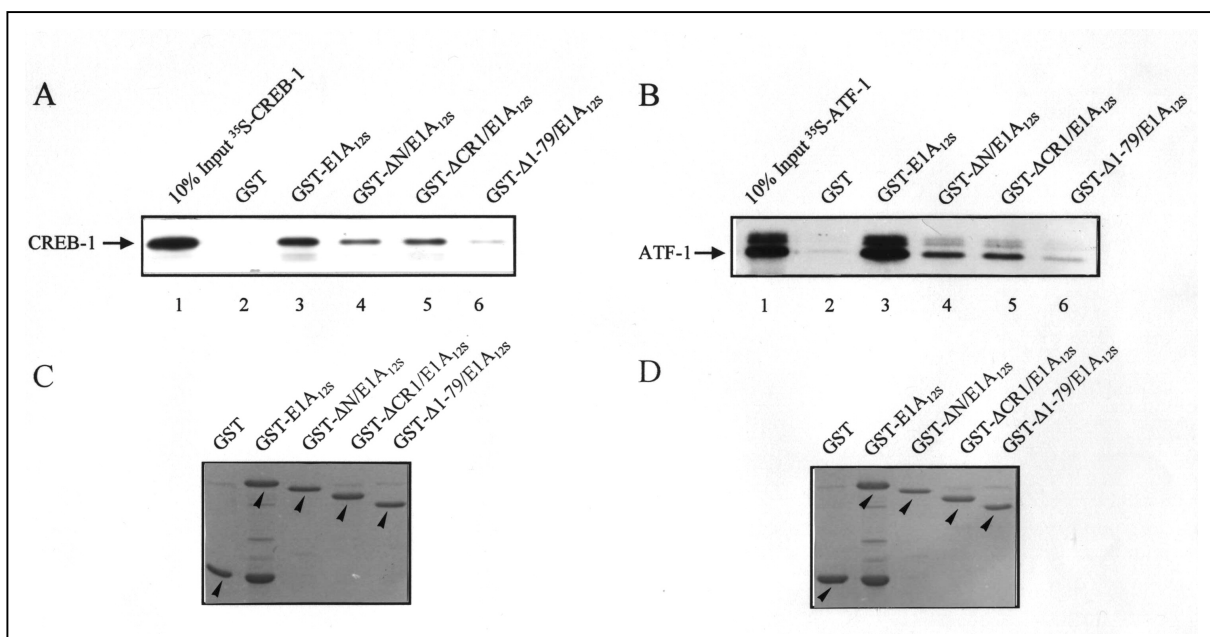 A
10% Input ³⁵S-CREB-1
GST
GST-E1A₁₂S
GST-ΔN/E1A₁₂S
GST-ΔCR1/E1A₁₂S
GST-Δ1-79/E1A₁₂S
CREB-1
1 2 3 4 5 6
B
10% Input ³⁵S-ATF-1
GST
GST-E1A₁₂S
GST-ΔN/E1A₁₂S
GST-ΔCR1/E1A₁₂S
GST-Δ1-79/E1A₁₂S
ATF-1
1 2 3 4 5 6
C
GST
GST-E1A₁₂S
GST-ΔN/E1A₁₂S
GST-ΔCR1/E1A₁₂S
GST-Δ1-79/E1A₁₂S
D
GST
GST-E1A₁₂S
GST-ΔN/E1A₁₂S
GST-ΔCR1/E1A₁₂S
GST-Δ1-79/E1A₁₂S